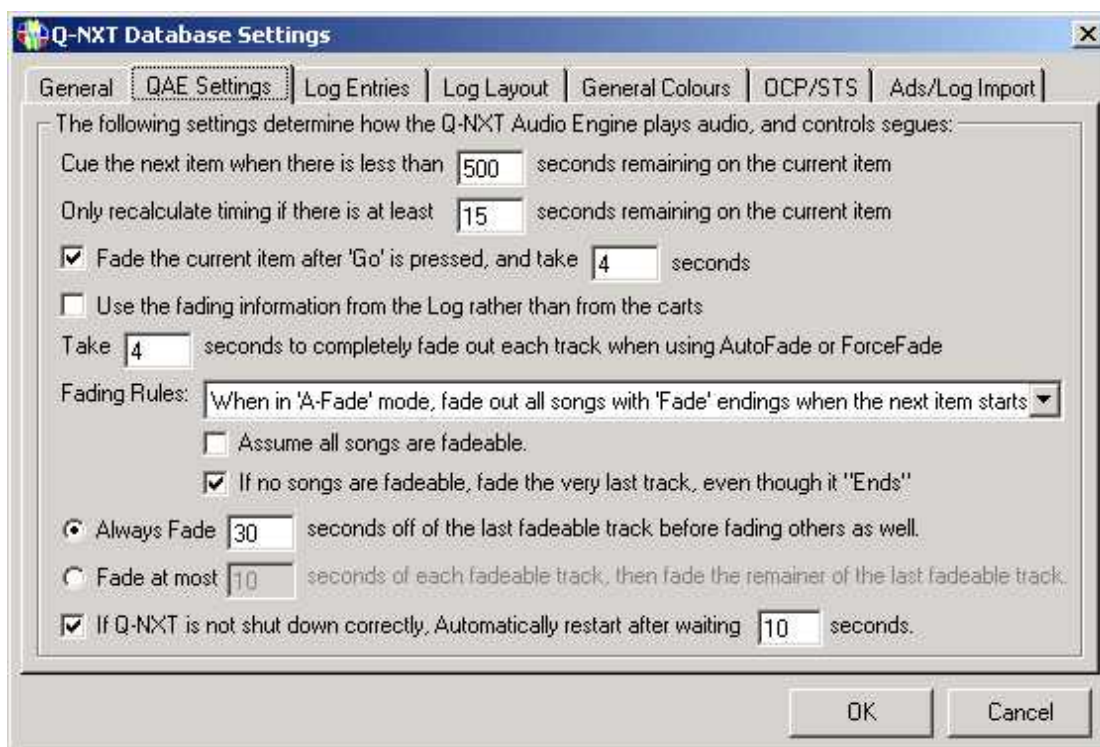 Q-NXT Database Settings
General QAE Settings Log Entries Log Layout General Colours OCP/STS Ads/Log Import
The following settings determine how the Q-NXT Audio Engine plays audio, and controls segues:
Cue the next item when there is less than 500 seconds remaining on the current item
Only recalculate timing if there is at least 15 seconds remaining on the current item
Fade the current item after 'Go' is pressed, and take 4 seconds
Use the fading information from the Log rather than from the carts
Take 4 seconds to completely fade out each track when using AutoFade or ForceFade
Fading Rules: When in 'A-Fade' mode, fade out all songs with 'Fade' endings when the next item starts
Assume all songs are fadeable.
If no songs are fadeable, fade the very last track, even though it "Ends"
Always Fade 30 seconds off of the last fadeable track before fading others as well.
Fade at most 10 seconds of each fadeable track, then fade the remainer of the last fadeable track.
If Q-NXT is not shut down correctly, Automatically restart after waiting 10 seconds.
OK Cancel